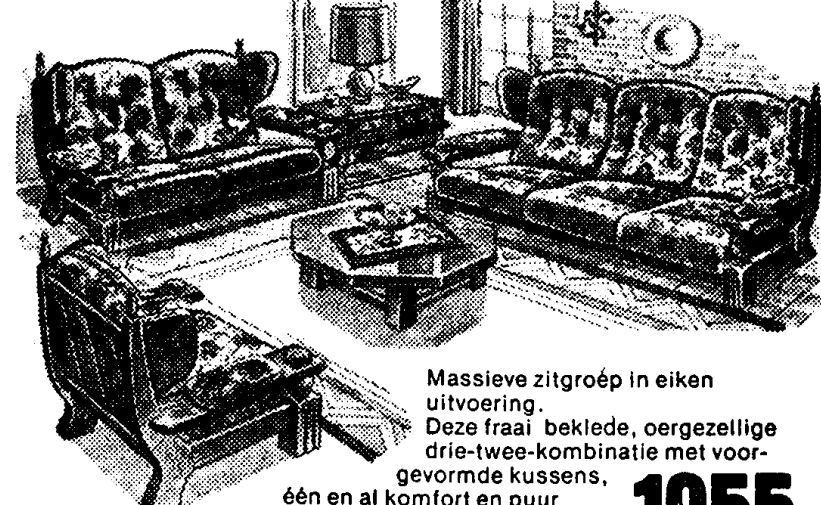 Massieve zitgroép in eiken
uitvoering.
Deze fraai beklede, oergezellige
drie-twee-kombinatie met voor-
gevormde kussens,
één en al komfort en puur
1055